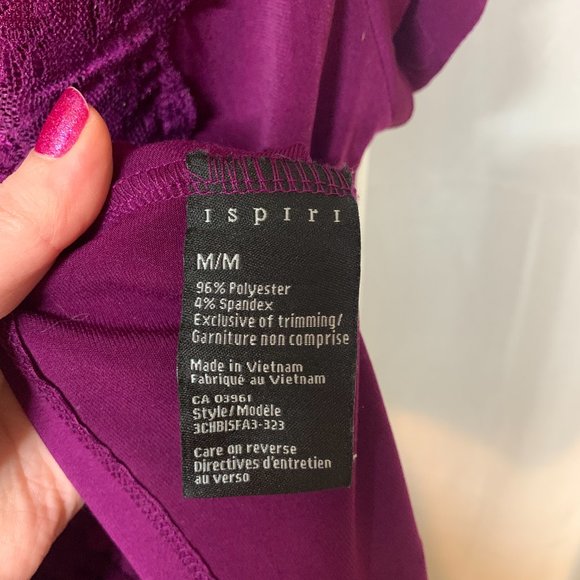 ISPIRI
M/M
96% Polyester
4% Spandex
Exclusive of trimming/
Garniture non comprise
Made in Vietnam
Fabriqué au Vietnam
CA 03961
Style/Modèle
3CHBI5FA3-323
Care on reverse
Directives d'entretien
au verso